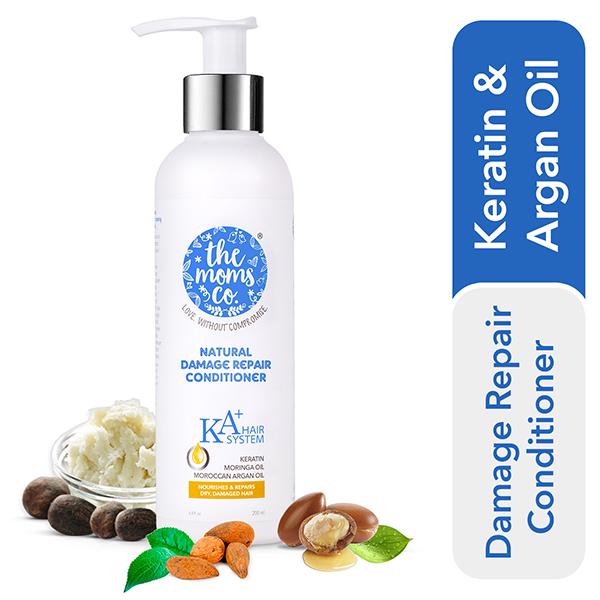 the
moms
co.
®
LOVE WITHOUT COMPROMISE
NATURAL
DAMAGE REPAIR
CONDITIONER
KA+ HAIR
SYSTEM
KERATIN
MORINGA OIL
MOROCCAN ARGAN OIL
NOURISHES & REPAIRS
DRY, DAMAGED HAIR
200 ml
Keratin &
Argan Oil
Damage Repair
Conditioner